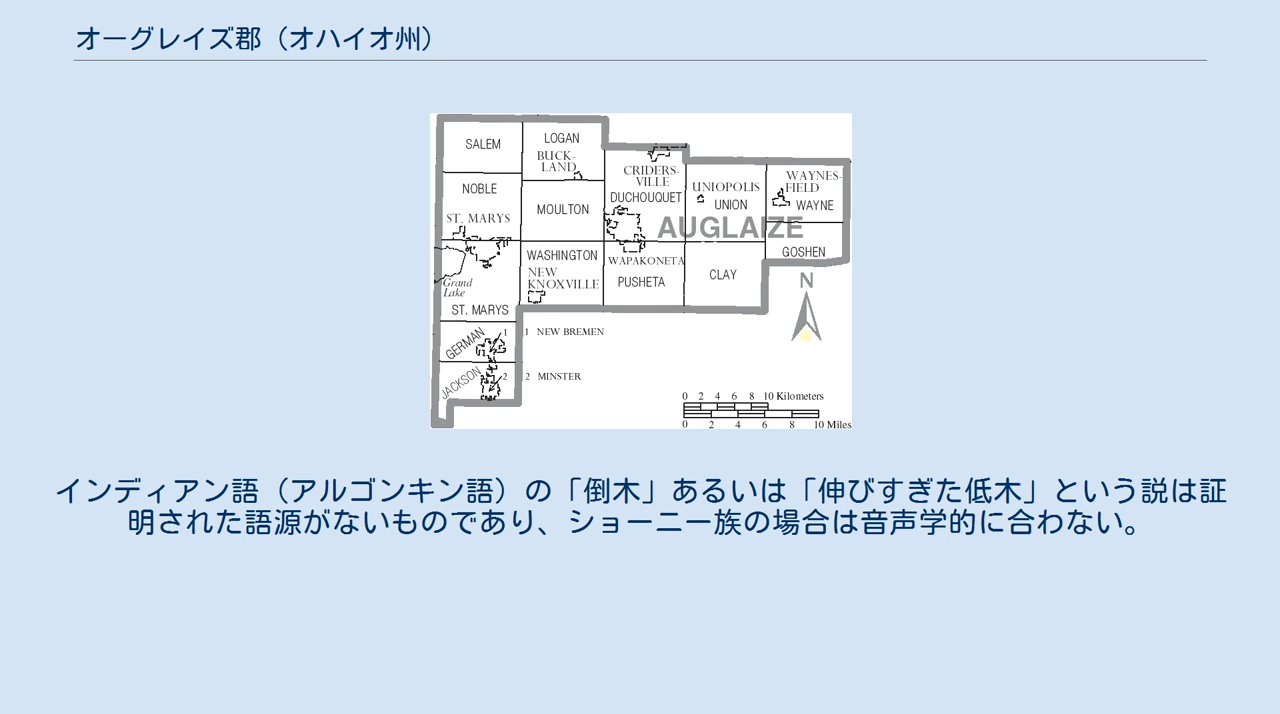 オーグレイズ郡（オハイオ州）
SALEM
LOGAN
BUCK-
LAND
CRIDERS-
VILLE
DUCHOUQUET
UNIOPOLIS
UNION
WAYNES-
FIELD
WAYNE
NOBLE
ST. MARYS
MOULTON
AUGLAIZE
WASHINGTON
NEW
KNOXVILLE
WAPAKONETA
PUSHETA
CLAY
GOSHEN
Grand
Lake
ST. MARYS
N
GERMAN
1
1 NEW BREMEN
JACKSON
2
2 MINSTER
0 2 4 6 8 10 Kilometers
0 2 4 6 8 10 Miles
インディアン語（アルゴンキン語）の「倒木」あるいは「伸びすぎた低木」という説は証
明された語源がないものであり、ショーニー族の場合は音声学的に合わない。